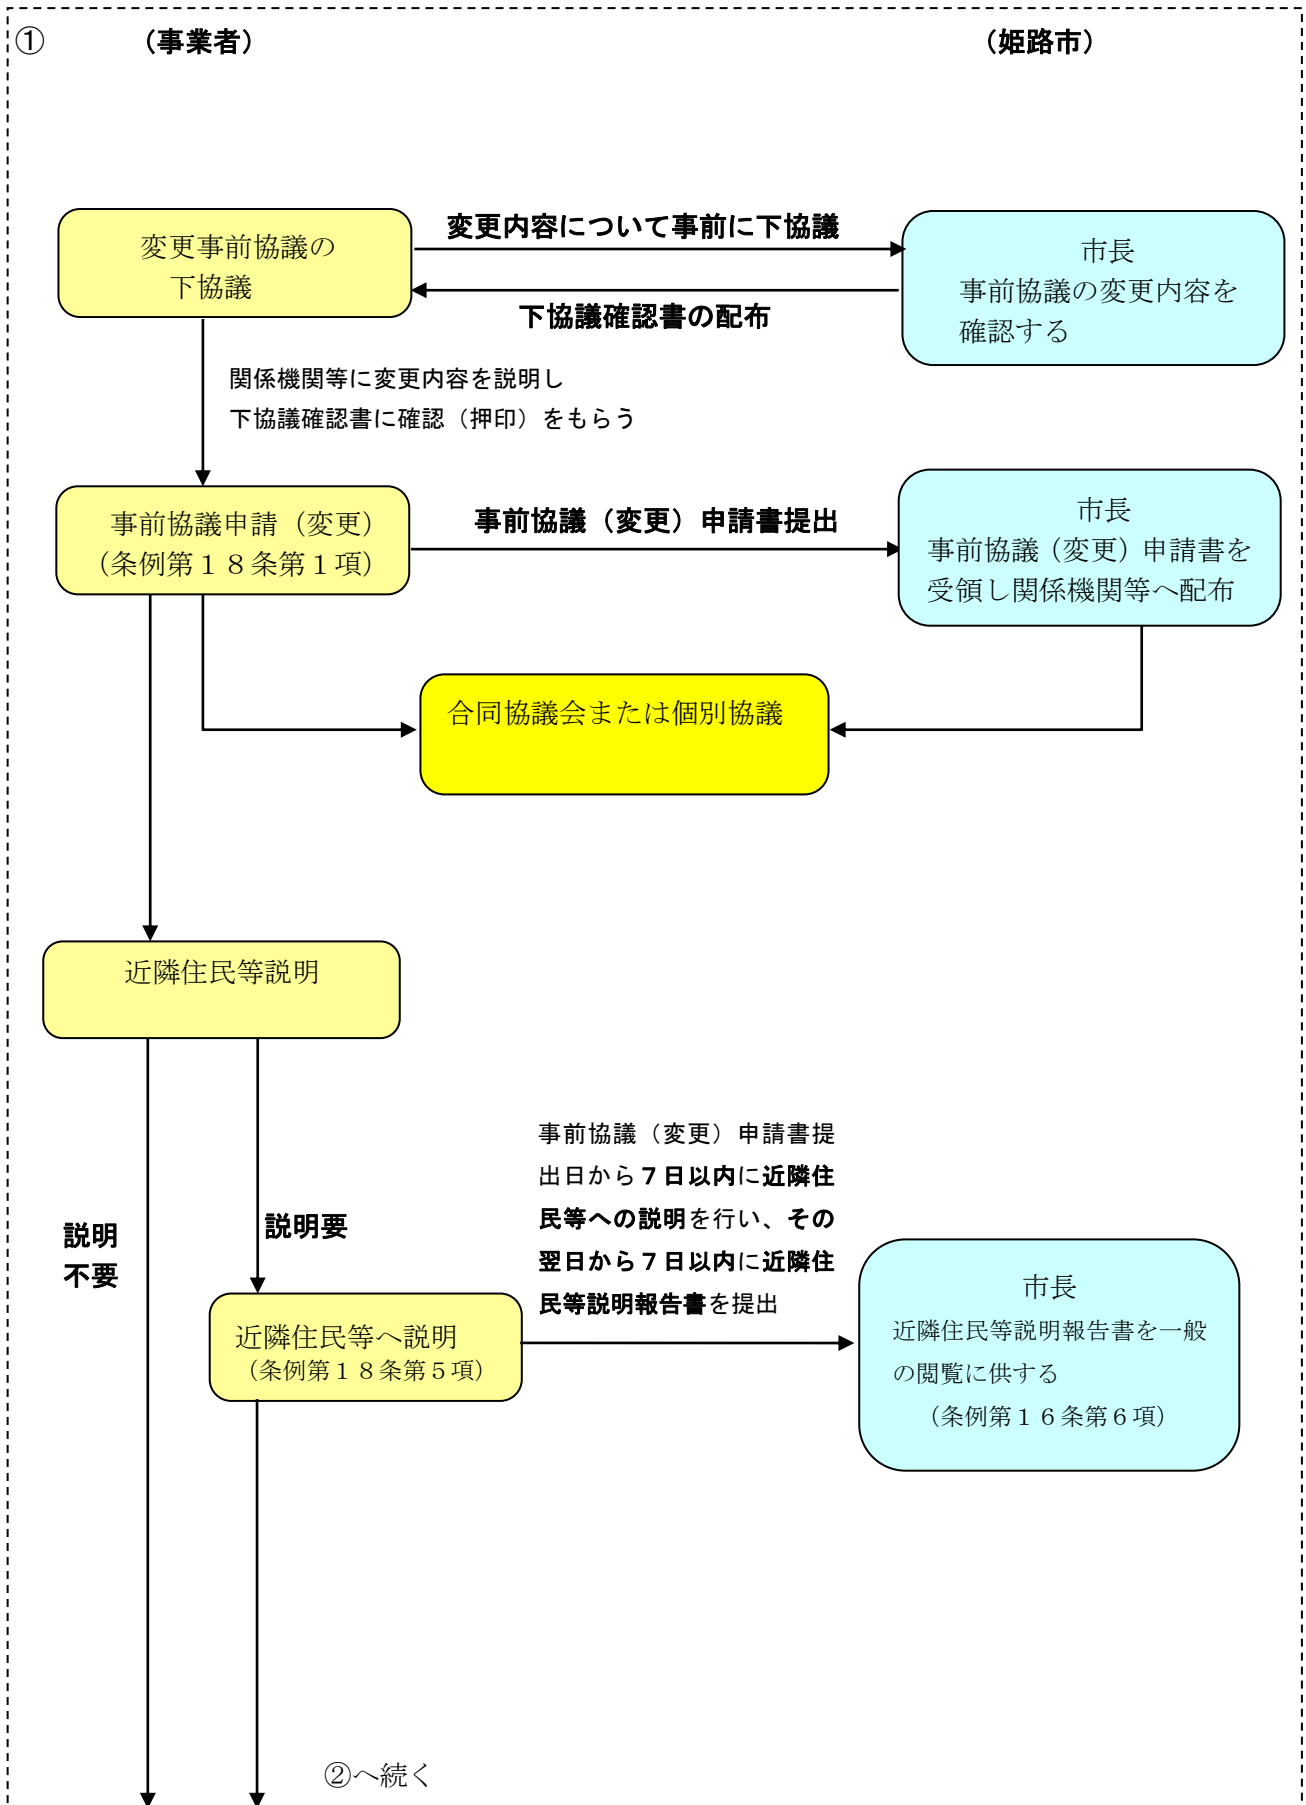 ①
（事業者）
（姫路市）
変更事前協議の
下協議
変更内容について事前に下協議
下協議確認書の配布
市長
事前協議の変更内容を
確認する
関係機関等に変更内容を説明し
下協議確認書に確認（押印）をもらう
事前協議申請（変更）
（条例第１８条第１項）
事前協議（変更）申請書提出
市長
事前協議（変更）申請書を
受領し関係機関等へ配布
合同協議会または個別協議
近隣住民等説明
説明
不要
説明要
事前協議（変更）申請書提
出日から７日以内に近隣住
民等への説明を行い、その
翌日から７日以内に近隣住
民等説明報告書を提出
近隣住民等へ説明
（条例第１８条第５項）
市長
近隣住民等説明報告書を一般
の閲覧に供する
（条例第１６条第６項）
②へ続く